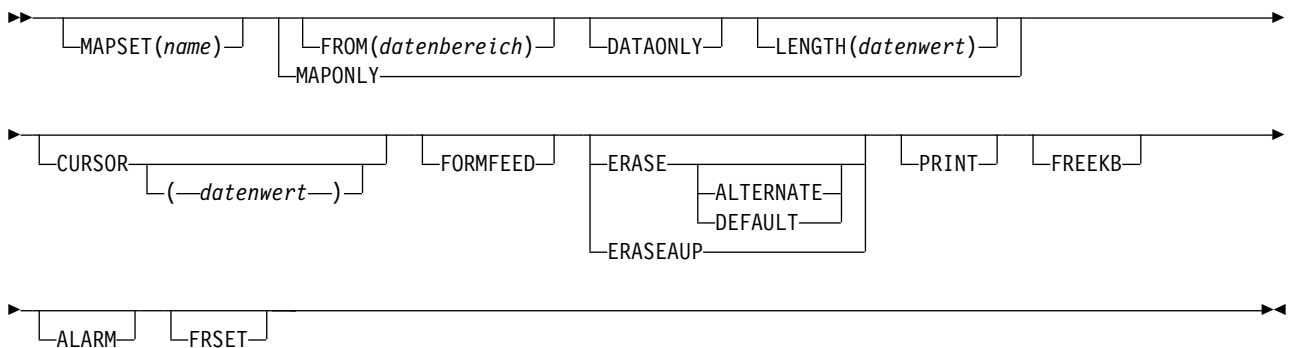 MAPSET(name) FROM(datenbereich) DATAONLY LENGTH(datenwert)
MAPONLY
CURSOR FORMFEED ERASE PRINT FREEKB
(datenwert) ALTERNATE
DEFAULT
ERASEAUP
ALARM FRSET